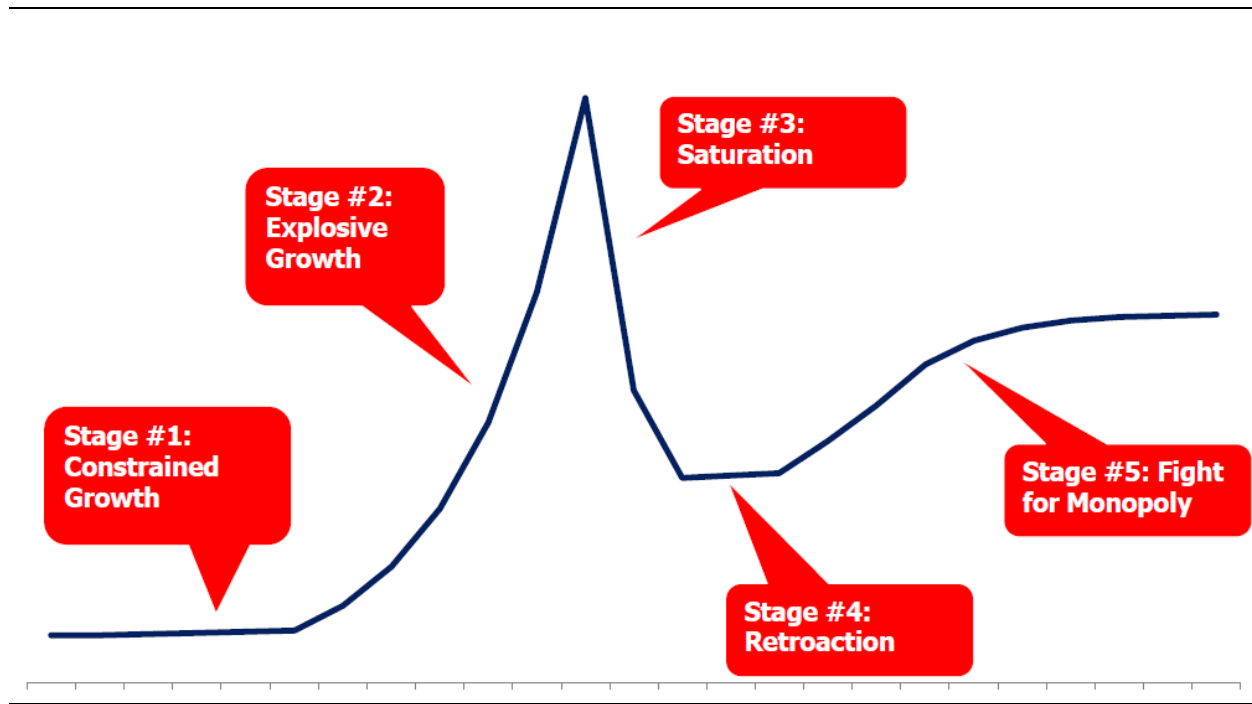 Stage #1:
Constrained
Growth
Stage #2:
Explosive
Growth
Stage #3:
Saturation
Stage #4:
Retroaction
Stage #5: Fight
for Monopoly